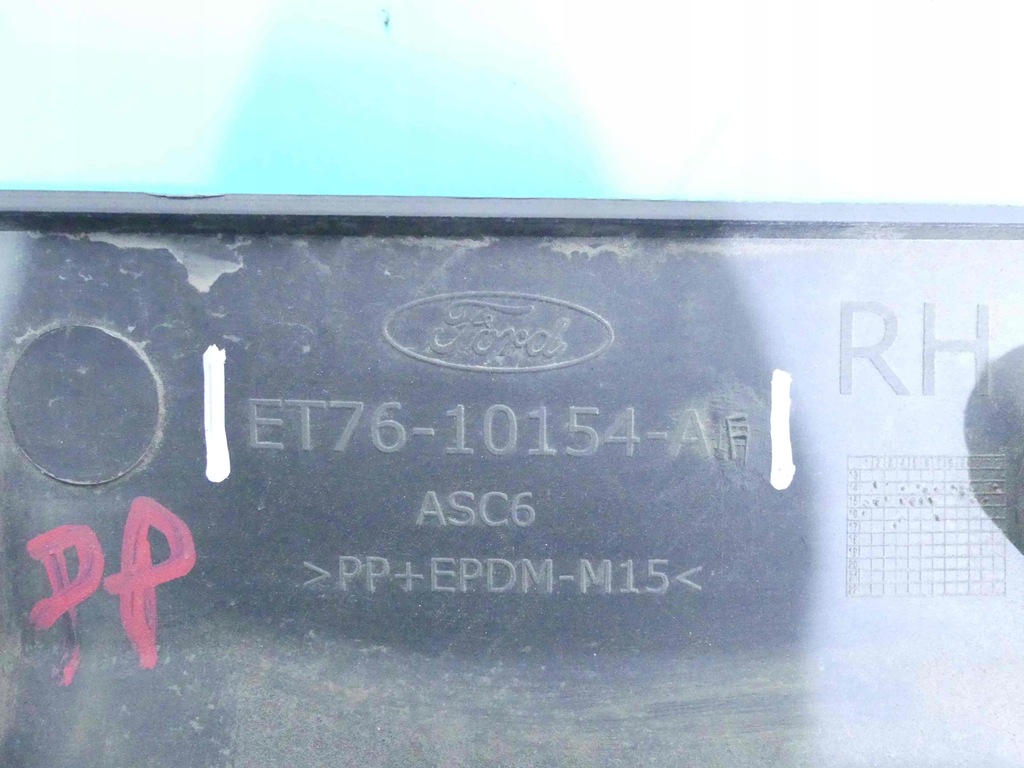 Ford
RH
ET76-10154-A
ASC6
>PP+EPDM-M15<
PP